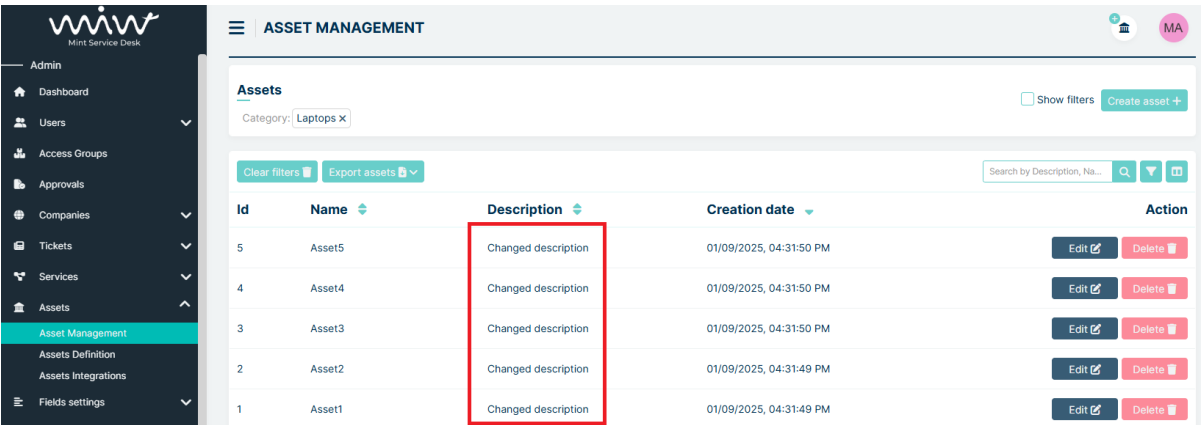 mint
Mint Service Desk
Admin
Dashboard
Users
Access Groups
Approvals
Companies
Tickets
Services
Assets
Asset Management
Assets Definition
Assets Integrations
Fields settings
ASSET MANAGEMENT
MA
Assets
Category: Laptops ×
Show filters
Create asset +
Clear filters
Export assets
Search by Description, Na...
Id Name Description Creation date Action
5 Asset5 Changed description 01/09/2025, 04:31:50 PM Edit Delete
4 Asset4 Changed description 01/09/2025, 04:31:50 PM Edit Delete
3 Asset3 Changed description 01/09/2025, 04:31:50 PM Edit Delete
2 Asset2 Changed description 01/09/2025, 04:31:49 PM Edit Delete
1 Asset1 Changed description 01/09/2025, 04:31:49 PM Edit Delete